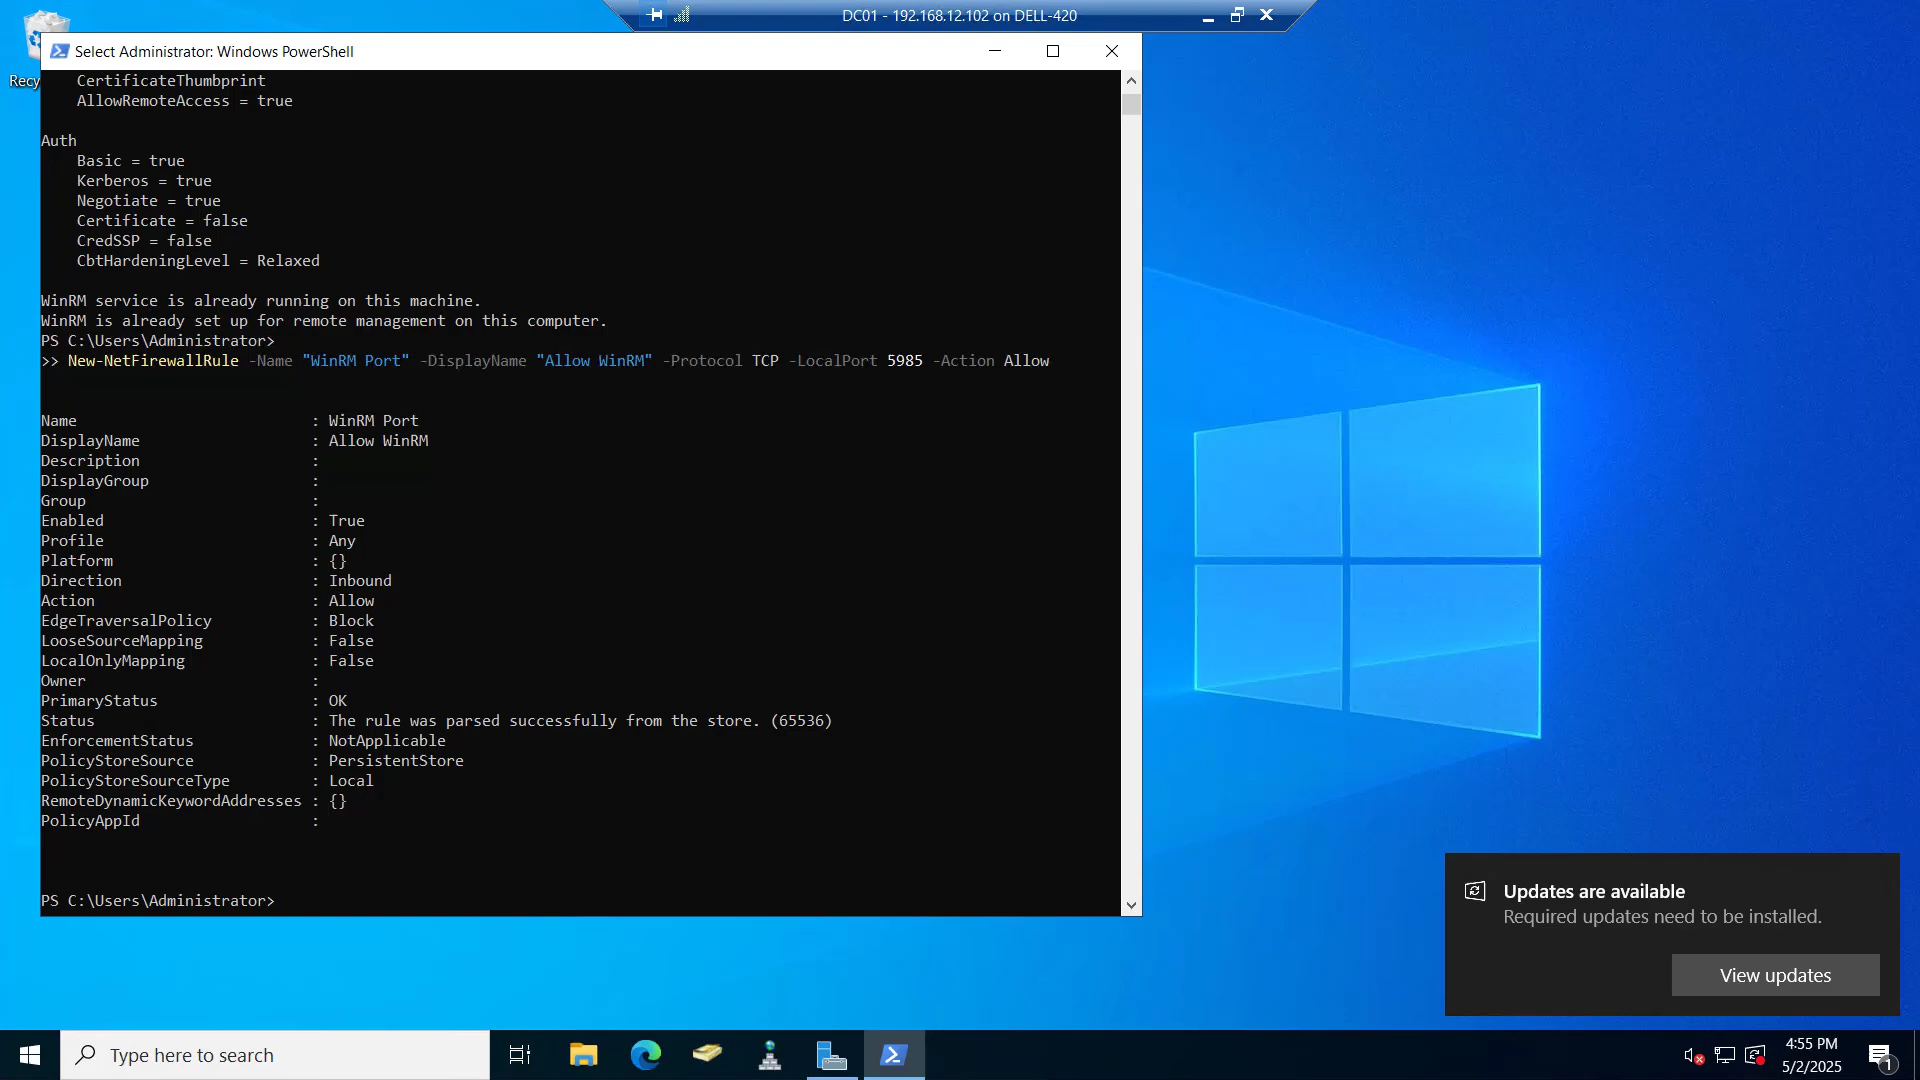 DC01 - 192.168.12.102 on DELL-420
Recy
Select Administrator: Windows PowerShell
CertificateThumbprint
AllowRemoteAccess = true
Auth
Basic = true
Kerberos = true
Negotiate = true
Certificate = false
CredSSP = false
CbtHardeningLevel = Relaxed
WinRM service is already running on this machine.
WinRM is already set up for remote management on this computer.
PS C:\Users\Administrator>
>> New-NetFirewallRule -Name "WinRM Port" -DisplayName "Allow WinRM" -Protocol TCP -LocalPort 5985 -Action Allow
Name : WinRM Port
DisplayName : Allow WinRM
Description :
DisplayGroup :
Group :
Enabled : True
Profile : Any
Platform : {}
Direction : Inbound
Action : Allow
EdgeTraversalPolicy : Block
LooseSourceMapping : False
LocalOnlyMapping : False
Owner :
PrimaryStatus : OK
Status : The rule was parsed successfully from the store. (65536)
EnforcementStatus : NotApplicable
PolicyStoreSource : PersistentStore
PolicyStoreSourceType : Local
RemoteDynamicKeywordAddresses : {}
PolicyAppId :
PS C:\Users\Administrator>
Updates are available
Required updates need to be installed.
View updates
Type here to search
4:55 PM
5/2/2025
1